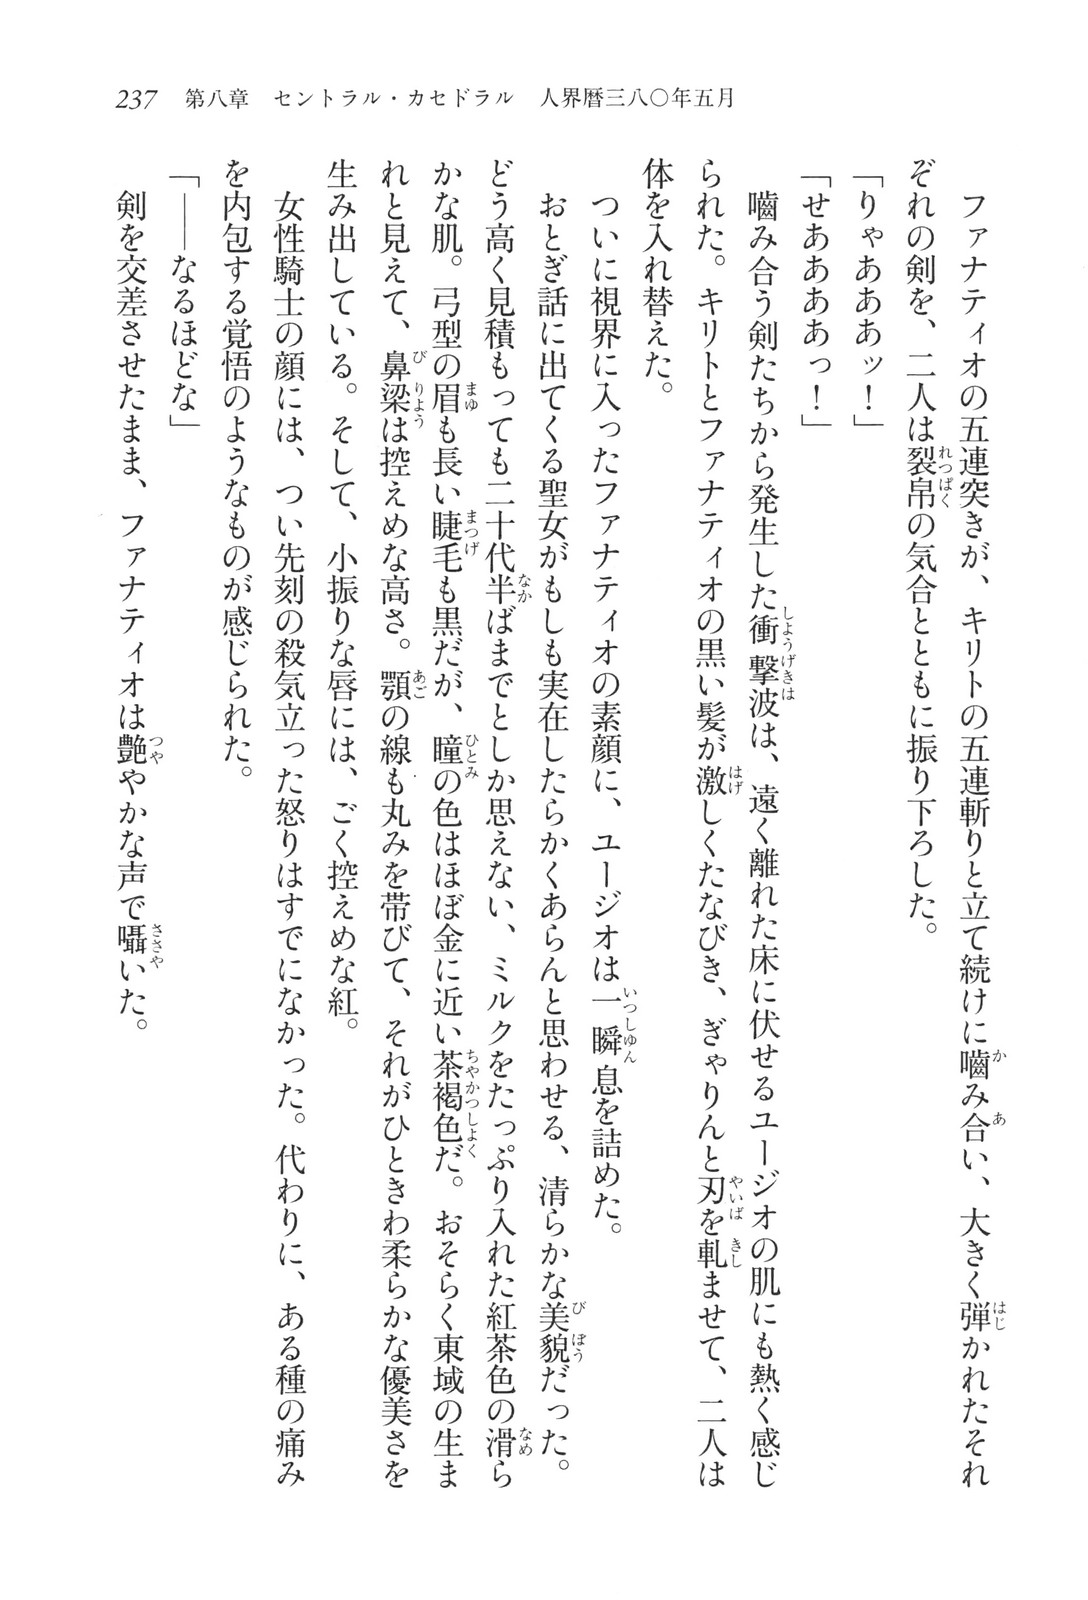 237 第八章 セントラル・カセドラル 人界暦三八〇年五月
ファナティオの五連突きが、キリトの五連斬りと立て続けに嚙み合い、大きく弾かれたそれ
ぞれの剣を、二人は裂帛の気合とともに振り下ろした。
「りゃあああッ！」
「せああああっ！」
嚙み合う剣たちから発生した衝撃波は、遠く離れた床に伏せるユージオの肌にも熱く感じ
られた。キリトとファナティオの黒い髪が激しくたなびき、ぎゃりんと刃を軋ませて、二人は
体を入れ替えた。
ついに視界に入ったファナティオの素顔に、ユージオは一瞬息を詰めた。
おとぎ話に出てくる聖女がもしも実在したらかくあらんと思わせる、清らかな美貌だった。
どう高く見積もっても二十代半ばまでとしか思えない、ミルクをたっぷり入れた紅茶色の滑ら
かな肌。弓型の眉も長い睫毛も黒だが、瞳の色はほぼ金に近い茶褐色だ。おそらく東域の生ま
れと見えて、鼻梁は控えめな高さ。顎の線も丸みを帯びて、それがひときわ柔らかな優美さを
生み出している。そして、小振りな唇には、ごく控えめな紅。
女性騎士の顔には、つい先刻の殺気立った怒りはすでになかった。代わりに、ある種の痛み
を内包する覚悟のようなものが感じられた。
「――なるほどな」
剣を交差させたまま、ファナティオは艶やかな声で囁いた。